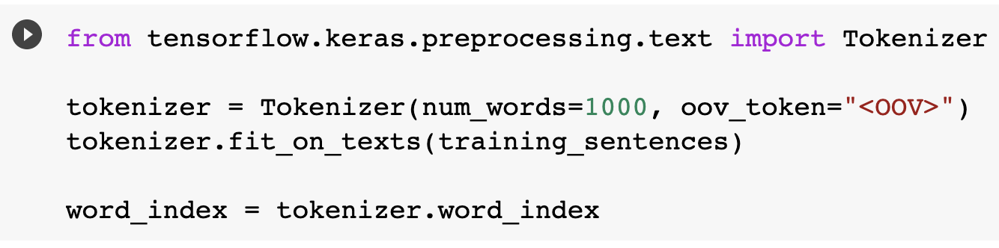 from tensorflow.keras.preprocessing.text import Tokenizer
tokenizer = Tokenizer(num_words=1000, oov_token="<OOV>")
tokenizer.fit_on_texts(training_sentences)
word_index = tokenizer.word_index